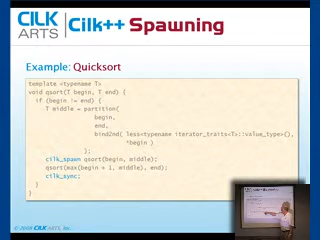 CILK
ARTS
Cilk++ Spawning
Example: Quicksort
template <typename T>
void qsort(T begin, T end) {
if (begin != end) {
T middle = partition(
begin,
end,
bind2nd( less<typename iterator_traits<T>::value_type>(),
*begin )
);
cilk_spawn qsort(begin, middle);
qsort(max(begin + 1, middle), end);
cilk_sync;
}
}
© 2008 CILK ARTS, Inc.